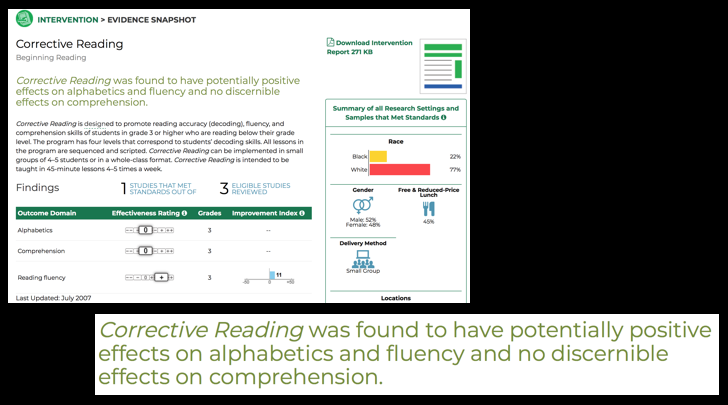 INTERVENTION > EVIDENCE SNAPSHOT
Corrective Reading
Beginning Reading
Corrective Reading was found to have potentially positive
effects on alphabetics and fluency and no discernible
effects on comprehension.
Corrective Reading is designed to promote reading accuracy (decoding), fluency, and
comprehension skills of students in grade 3 or higher who are reading below their grade
level. The program has four levels that correspond to students' decoding skills. All lessons in
the program are sequenced and scripted. Corrective Reading can be implemented in small
groups of 4–5 students or in a whole-class format. Corrective Reading is intended to be
taught in 45-minute lessons 4–5 times a week.
Findings
1 STUDIES THAT MET
STANDARDS OUT OF
3 ELIGIBLE STUDIES
REVIEWED
Outcome Domain Effectiveness Rating Grades Improvement Index
Alphabetics 0 3 --
Comprehension 0 3 --
Reading fluency + 3 11
-50 0 +50
Last Updated: July 2007
Download Intervention
Report 271 KB
Summary of all Research Settings and
Samples that Met Standards
Race
Black 22%
White 77%
Gender
Male: 52%
Female: 48%
Free & Reduced-Price
Lunch
45%
Delivery Method
Small Group
Locations
Corrective Reading was found to have potentially positive
effects on alphabetics and fluency and no discernible
effects on comprehension.